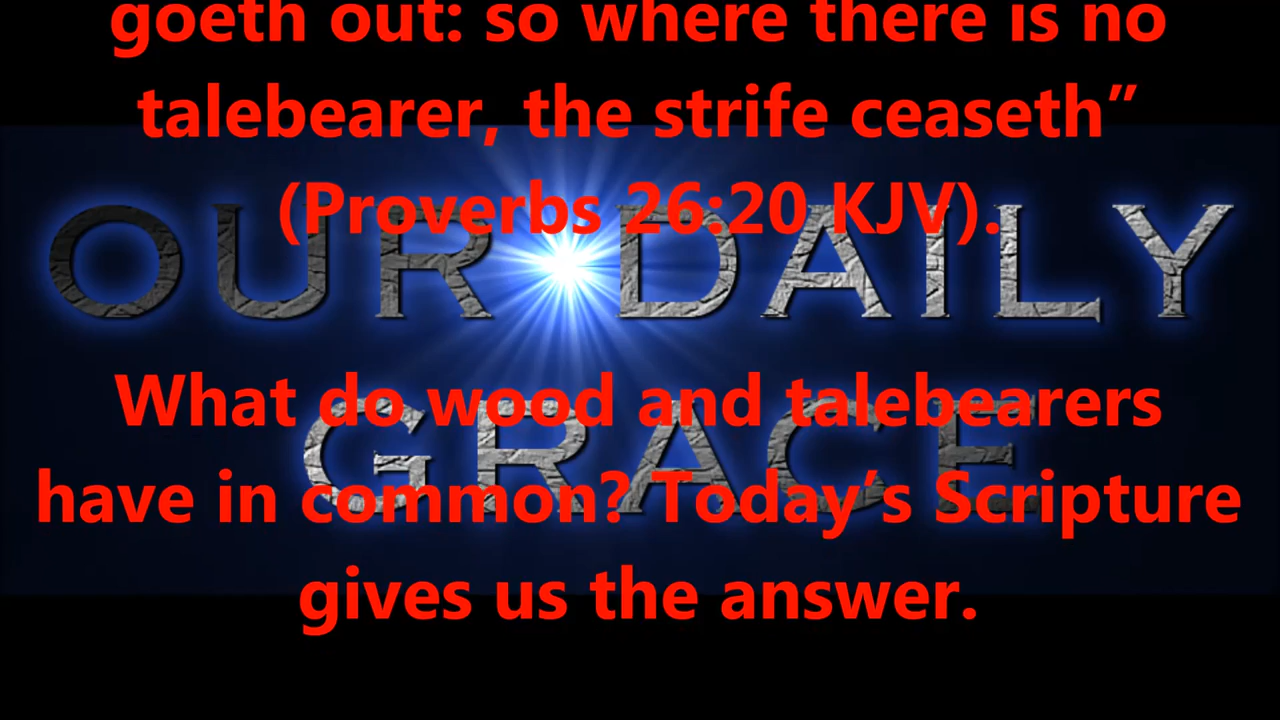 goeth out: so where there is no
talebearer, the strife ceaseth”
(Proverbs 26:20 KJV).
OUR DAILY
What do wood and talebearers
GRACE
have in common? Today’s Scripture
gives us the answer.